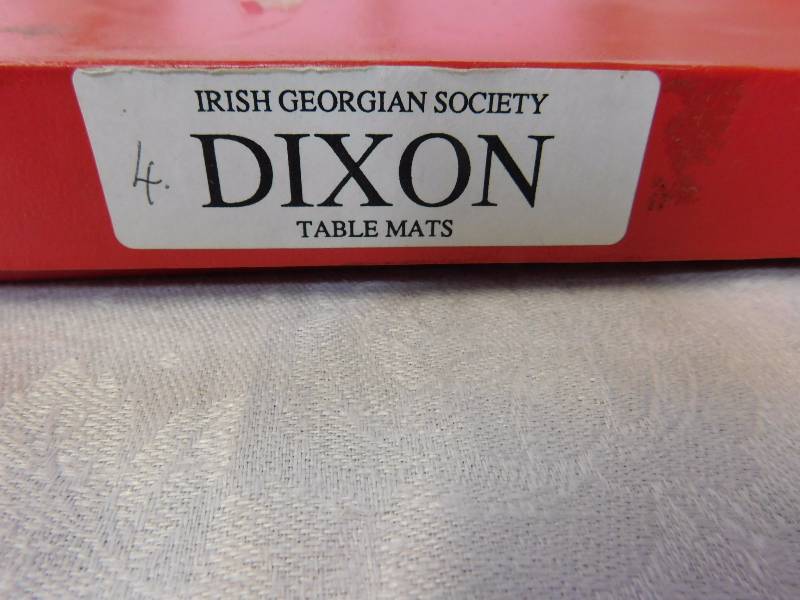 IRISH GEORGIAN SOCIETY
4. DIXON
TABLE MATS